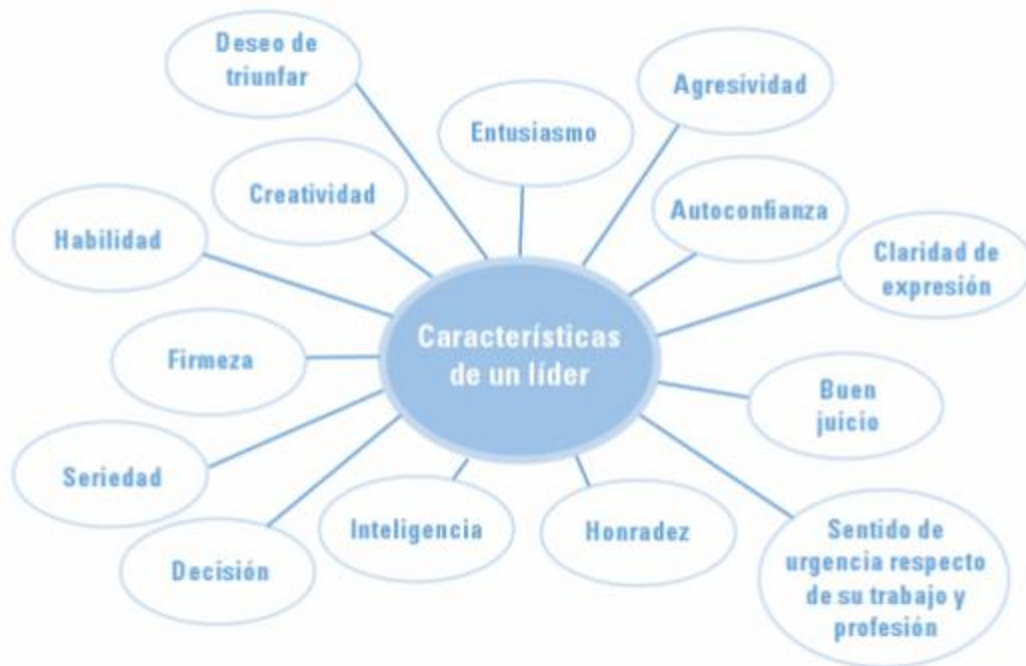 Deseo de
triunfar
Entusiasmo
Agresividad
Creatividad
Autoconfianza
Habilidad
Claridad de
expresión
Características
de un líder
Firmeza
Buen
juicio
Seriedad
Inteligencia
Honradez
Decisión
Sentido de
urgencia respecto
de su trabajo y
profesión